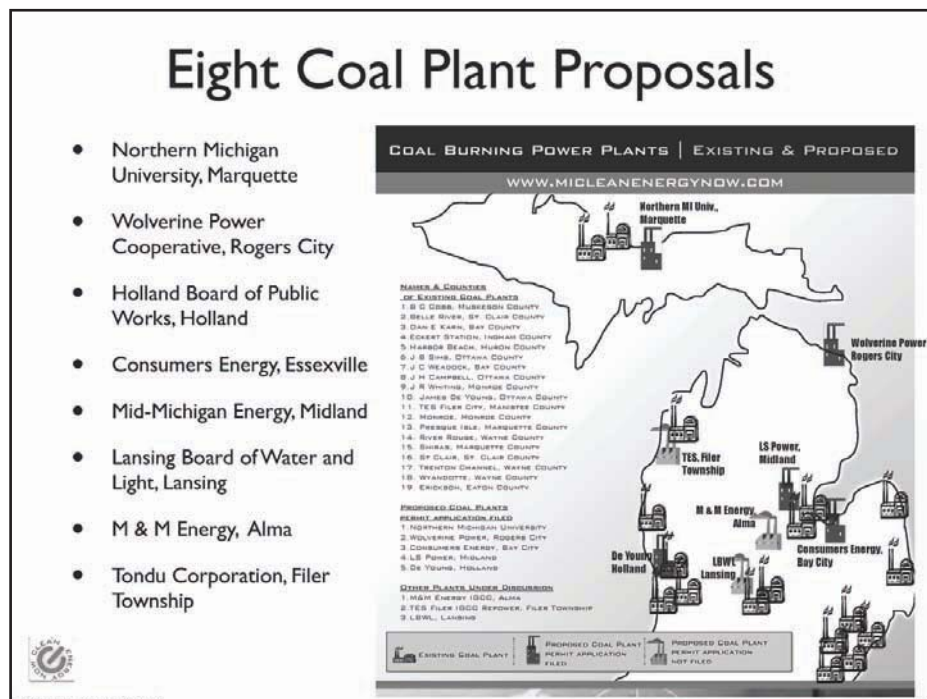 Eight Coal Plant Proposals
• Northern Michigan
University, Marquette
• Wolverine Power
Cooperative, Rogers City
• Holland Board of Public
Works, Holland
• Consumers Energy, Essexville
• Mid-Michigan Energy, Midland
• Lansing Board of Water and
Light, Lansing
• M & M Energy, Alma
• Tondu Corporation, Filer
Township
COAL BURNING POWER PLANTS | EXISTING & PROPOSED
WWW.MICLEANENERGYNOW.COM
Northern MI Univ.,
Marquette
NAMES & COUNTIES
OF EXISTING COAL PLANTS
1. B C COBB, MUSKEGON COUNTY
2. BELLE RIVER, ST. CLAIR COUNTY
3. DAN E KARN, BAY COUNTY
4. ECKERT STATION, INGHAM COUNTY
5. HARBOR BEACH, HURON COUNTY
6. J B SIMS, OTTAWA COUNTY
7. J C WEADOCK, BAY COUNTY
8. J H CAMPBELL, OTTAWA COUNTY
9. J R WHITING, MONROE COUNTY
10. JAMES DE YOUNG, OTTAWA COUNTY
11. TES FILER CITY, MANISTEE COUNTY
12. MONROE, MONROE COUNTY
13. PRESQUE ISLE, MARQUETTE COUNTY
14. RIVER ROUGE, WAYNE COUNTY
15. SHIRAS, MARQUETTE COUNTY
16. ST CLAIR, ST. CLAIR COUNTY
17. TRENTON CHANNEL, WAYNE COUNTY
18. WYANDOTTE, WAYNE COUNTY
19. ERICKSON, EATON COUNTY
PROPOSED COAL PLANTS
PERMIT APPLICATION FILED
1. NORTHERN MICHIGAN UNIVERSITY
2. WOLVERINE POWER, ROGERS CITY
3. CONSUMERS ENERGY, BAY CITY
4. LS POWER, MIDLAND
5. DE YOUNG, HOLLAND
OTHER PLANTS UNDER DISCUSSION
1. M&M ENERGY IGCC, ALMA
2. TES FILER IGCC REPOWER, FILER TOWNSHIP
3. LBWL, LANSING
Wolverine Power
Rogers City
TES, Filer
Township
LS Power,
Midland
M & M Energy,
Alma
Consumers Energy,
Bay City
De Young
Holland
LBWL
Lansing
EXISTING COAL PLANT
PROPOSED COAL PLANT
PERMIT APPLICATION
FILED
PROPOSED COAL PLANT
PERMIT APPLICATION
NOT FILED
CLEAN ENERGY NOW